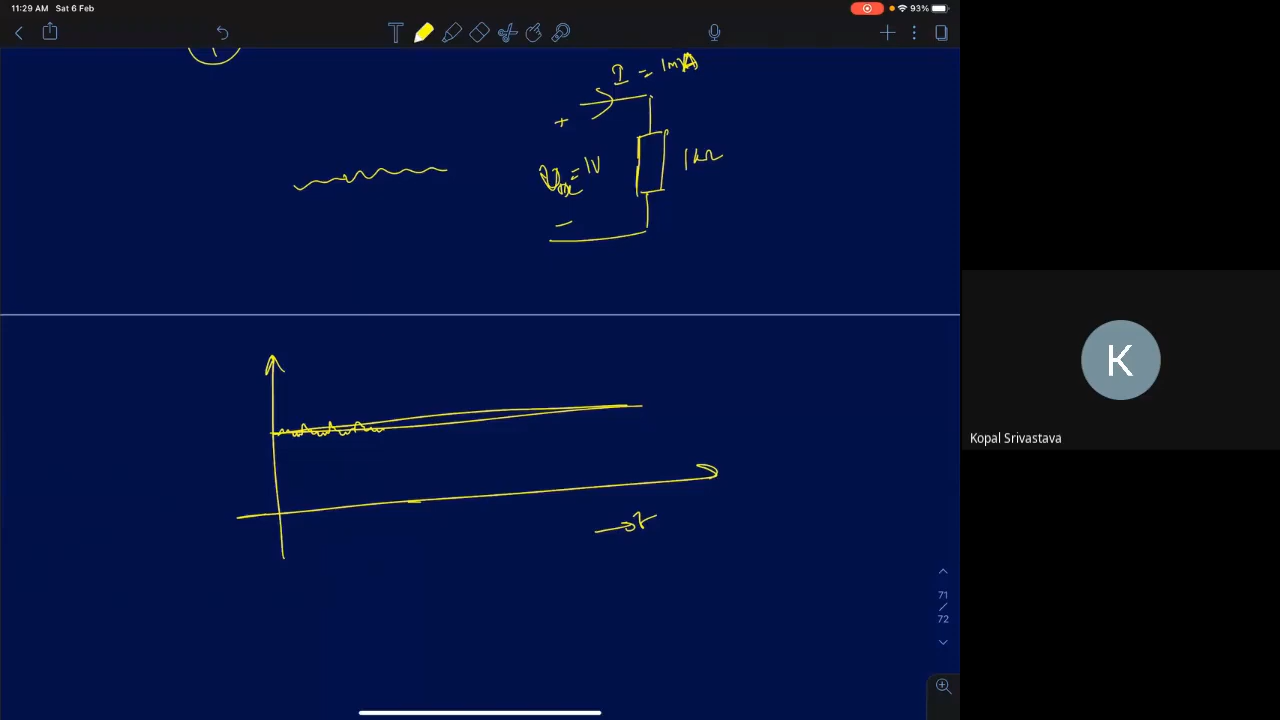 11:29 AM Sat 6 Feb
93%
T
I = 1mA
+
= 1V
1kΩ
−
→ t
71
/
72
K
Kopal Srivastava